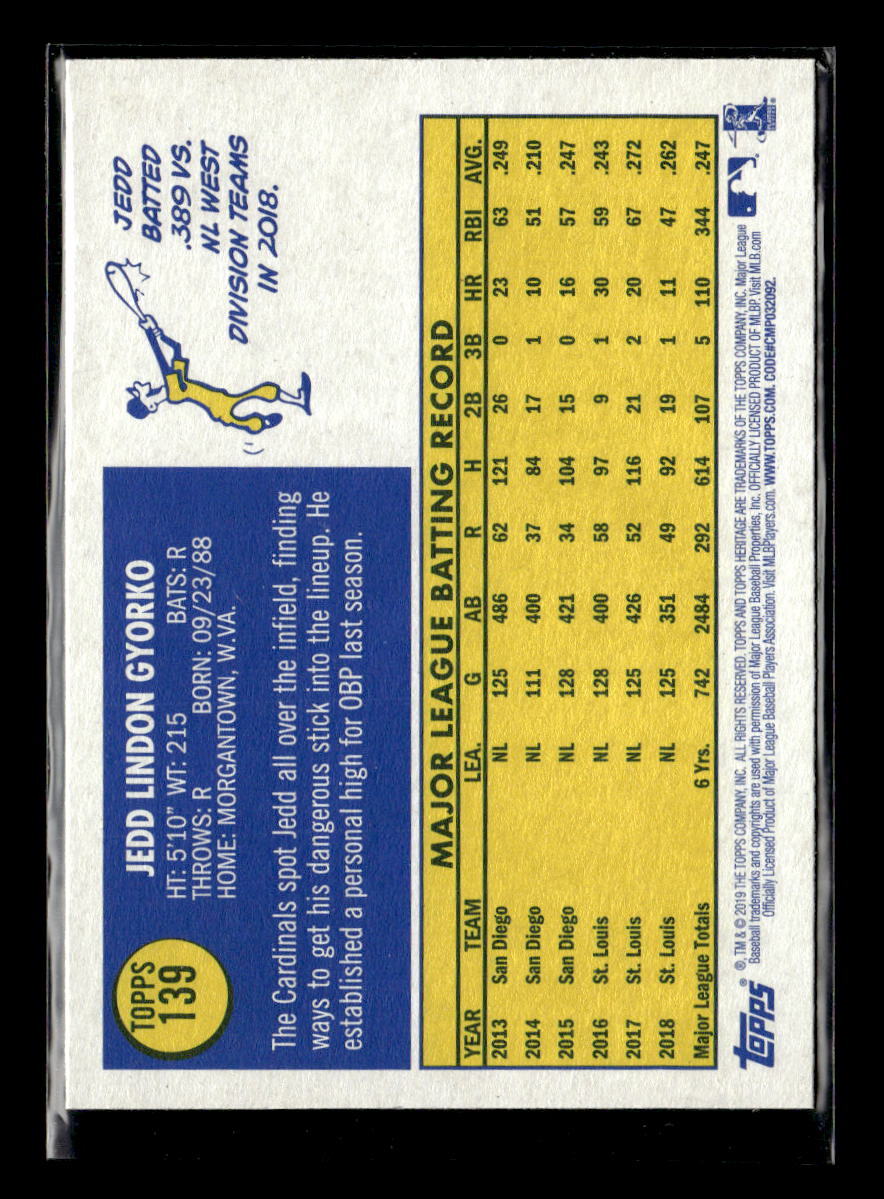 TOPPS
139
JEDD LINDON GYORKO
HT: 5'10" WT: 215 BATS: R
THROWS: R BORN: 09/23/88
HOME: MORGANTOWN, W.VA.
The Cardinals spot Jedd all over the infield, finding
ways to get his dangerous stick into the lineup. He
established a personal high for OBP last season.
JEDD
BATTED
.389 VS.
NL WEST
DIVISION TEAMS
IN 2018.
MAJOR LEAGUE BATTING RECORD
YEAR TEAM LEA. G AB R H 2B 3B HR RBI AVG.
2013 San Diego NL 125 486 62 121 26 0 23 63 .249
2014 San Diego NL 111 400 37 84 17 1 10 51 .210
2015 San Diego NL 128 421 34 104 15 0 16 57 .247
2016 St. Louis NL 128 400 58 97 9 1 30 59 .243
2017 St. Louis NL 125 426 52 116 21 2 20 67 .272
2018 St. Louis NL 125 351 49 92 19 1 11 47 .262
Major League Totals 6 Yrs. 742 2484 292 614 107 5 110 344 .247
topps
®, TM & © 2019 THE TOPPS COMPANY, INC. ALL RIGHTS RESERVED. TOPPS AND TOPPS HERITAGE ARE TRADEMARKS OF THE TOPPS COMPANY, INC. Major League
Baseball trademarks and copyrights are used with permission of Major League Baseball Properties, Inc. OFFICIALLY LICENSED PRODUCT OF MLBP. Visit MLB.com
Officially Licensed Product of Major League Baseball Players Association. Visit MLBPlayers.com. WWW.TOPPS.COM. CODE#CMP032092.